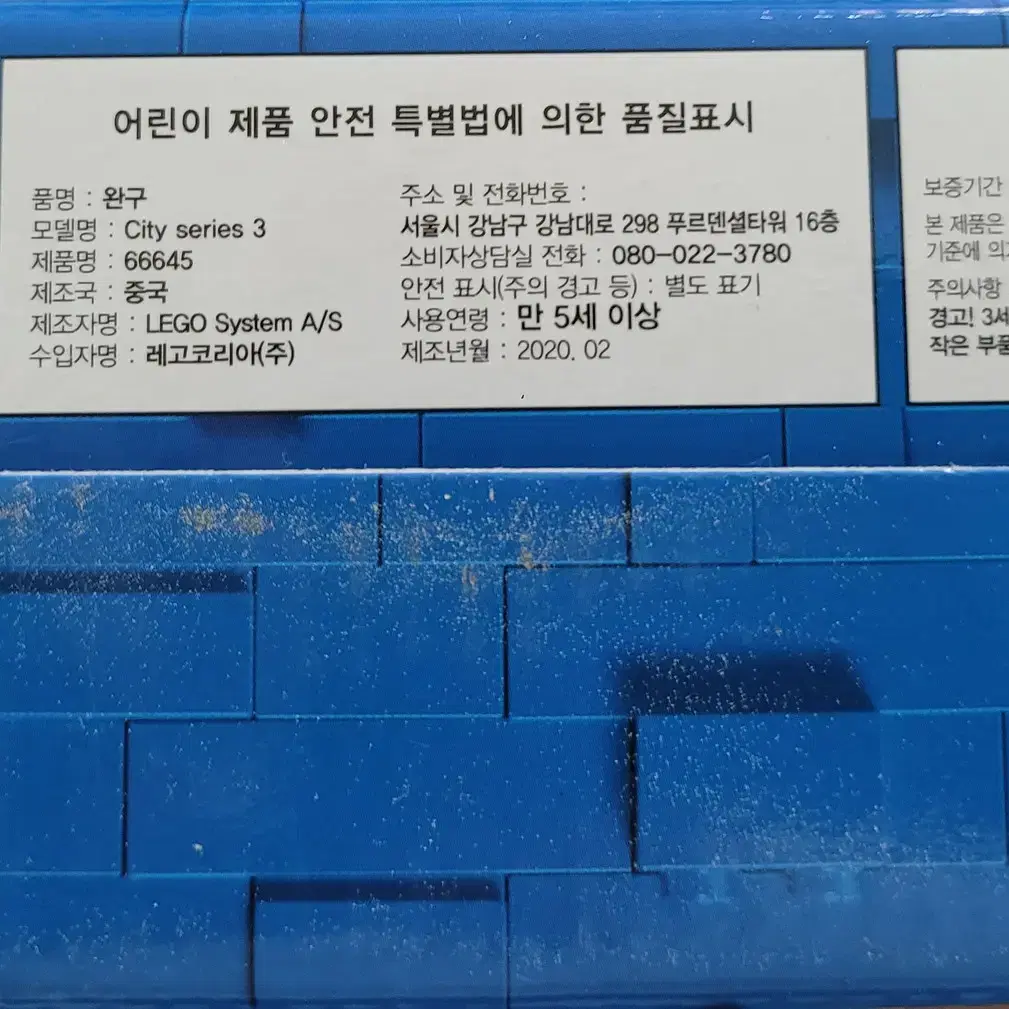 어린이 제품 안전 특별법에 의한 품질표시
품명 : 완구
모델명 : City series 3
제품명 : 66645
제조국 : 중국
제조자명 : LEGO System A/S
수입자명 : 레고코리아(주)
주소 및 전화번호 :
서울시 강남구 강남대로 298 푸르덴셜타워 16층
소비자상담실 전화 : 080-022-3780
안전 표시(주의 경고 등) : 별도 표기
사용연령 : 만 5세 이상
제조년월 : 2020. 02
보증기간
본 제품은
기준에
주의사항
경고! 3세
작은 부품